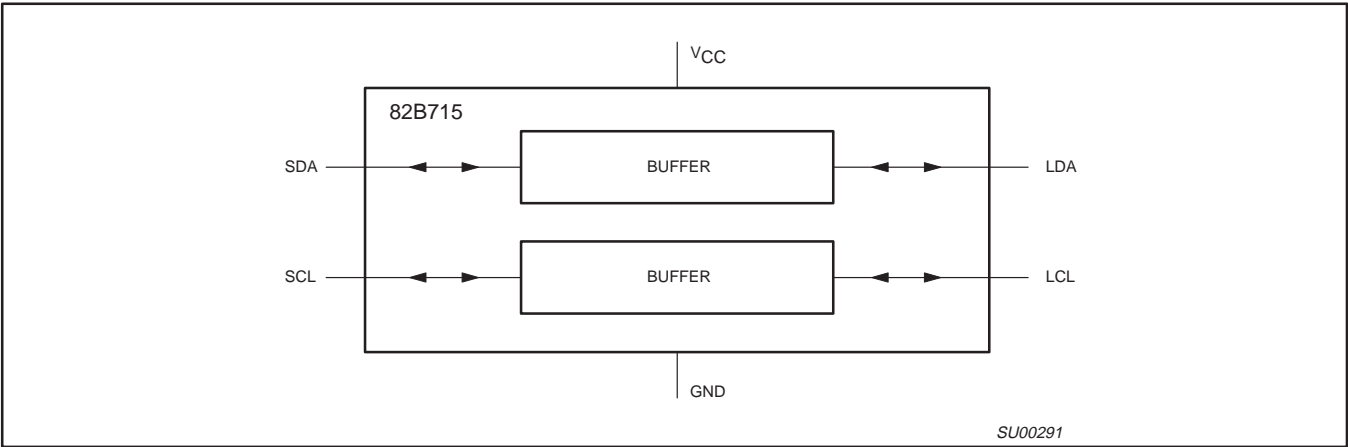 VCC
82B715
SDA
BUFFER
LDA
SCL
BUFFER
LCL
GND
SU00291